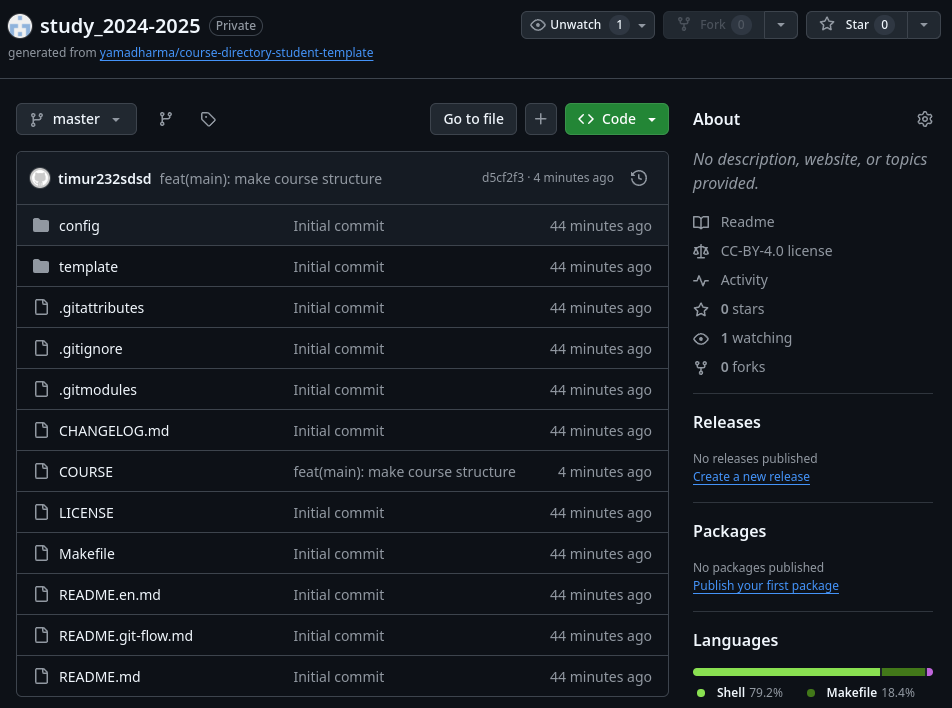 study_2024-2025 Private Unwatch 1 Fork 0 Star 0
generated from yamadharma/course-directory-student-template
master Go to file Code
timur232sdsd feat(main): make course structure d5cf2f3 · 4 minutes ago
config Initial commit 44 minutes ago
template Initial commit 44 minutes ago
.gitattributes Initial commit 44 minutes ago
.gitignore Initial commit 44 minutes ago
.gitmodules Initial commit 44 minutes ago
CHANGELOG.md Initial commit 44 minutes ago
COURSE feat(main): make course structure 4 minutes ago
LICENSE Initial commit 44 minutes ago
Makefile Initial commit 44 minutes ago
README.en.md Initial commit 44 minutes ago
README.git-flow.md Initial commit 44 minutes ago
README.md Initial commit 44 minutes ago
About
No description, website, or topics
provided.
Readme
CC-BY-4.0 license
Activity
0 stars
1 watching
0 forks
Releases
No releases published
Create a new release
Packages
No packages published
Publish your first package
Languages
Shell 79.2% Makefile 18.4%